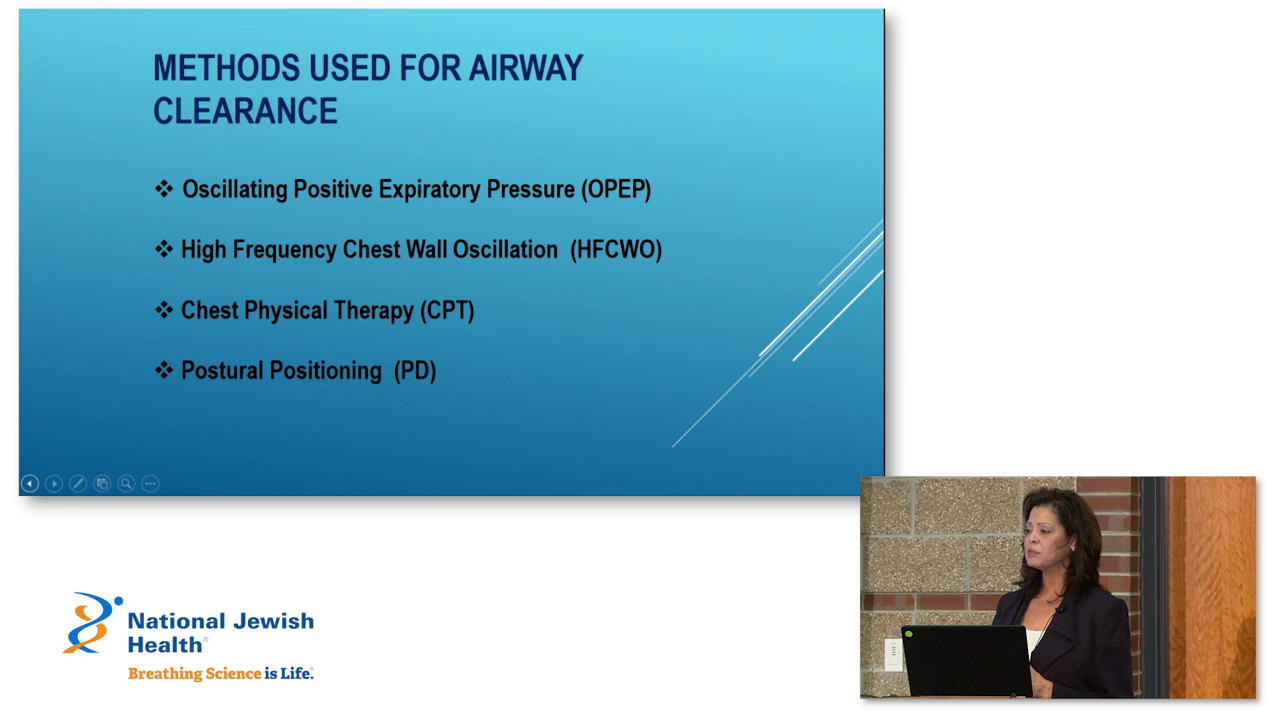 METHODS USED FOR AIRWAY
CLEARANCE
❖ Oscillating Positive Expiratory Pressure (OPEP)
❖ High Frequency Chest Wall Oscillation (HFCWO)
❖ Chest Physical Therapy (CPT)
❖ Postural Positioning (PD)
National Jewish
Health®
Breathing Science is Life.®